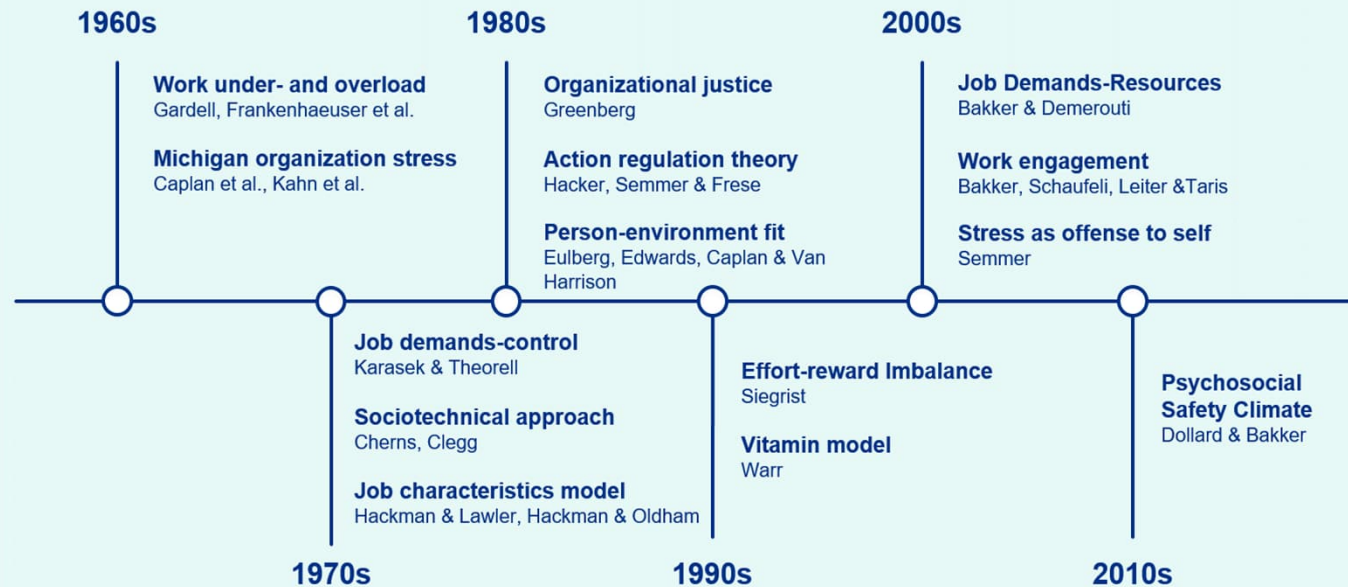 1960s
Work under- and overload
Gardell, Frankenhaeuser et al.
Michigan organization stress
Caplan et al., Kahn et al.
1980s
Organizational justice
Greenberg
Action regulation theory
Hacker, Semmer & Frese
Person-environment fit
Eulberg, Edwards, Caplan & Van
Harrison
2000s
Job Demands-Resources
Bakker & Demerouti
Work engagement
Bakker, Schaufeli, Leiter &Taris
Stress as offense to self
Semmer
Job demands-control
Karasek & Theorell
Sociotechnical approach
Cherns, Clegg
Job characteristics model
Hackman & Lawler, Hackman & Oldham
1970s
Effort-reward Imbalance
Siegrist
Vitamin model
Warr
1990s
Psychosocial
Safety Climate
Dollard & Bakker
2010s